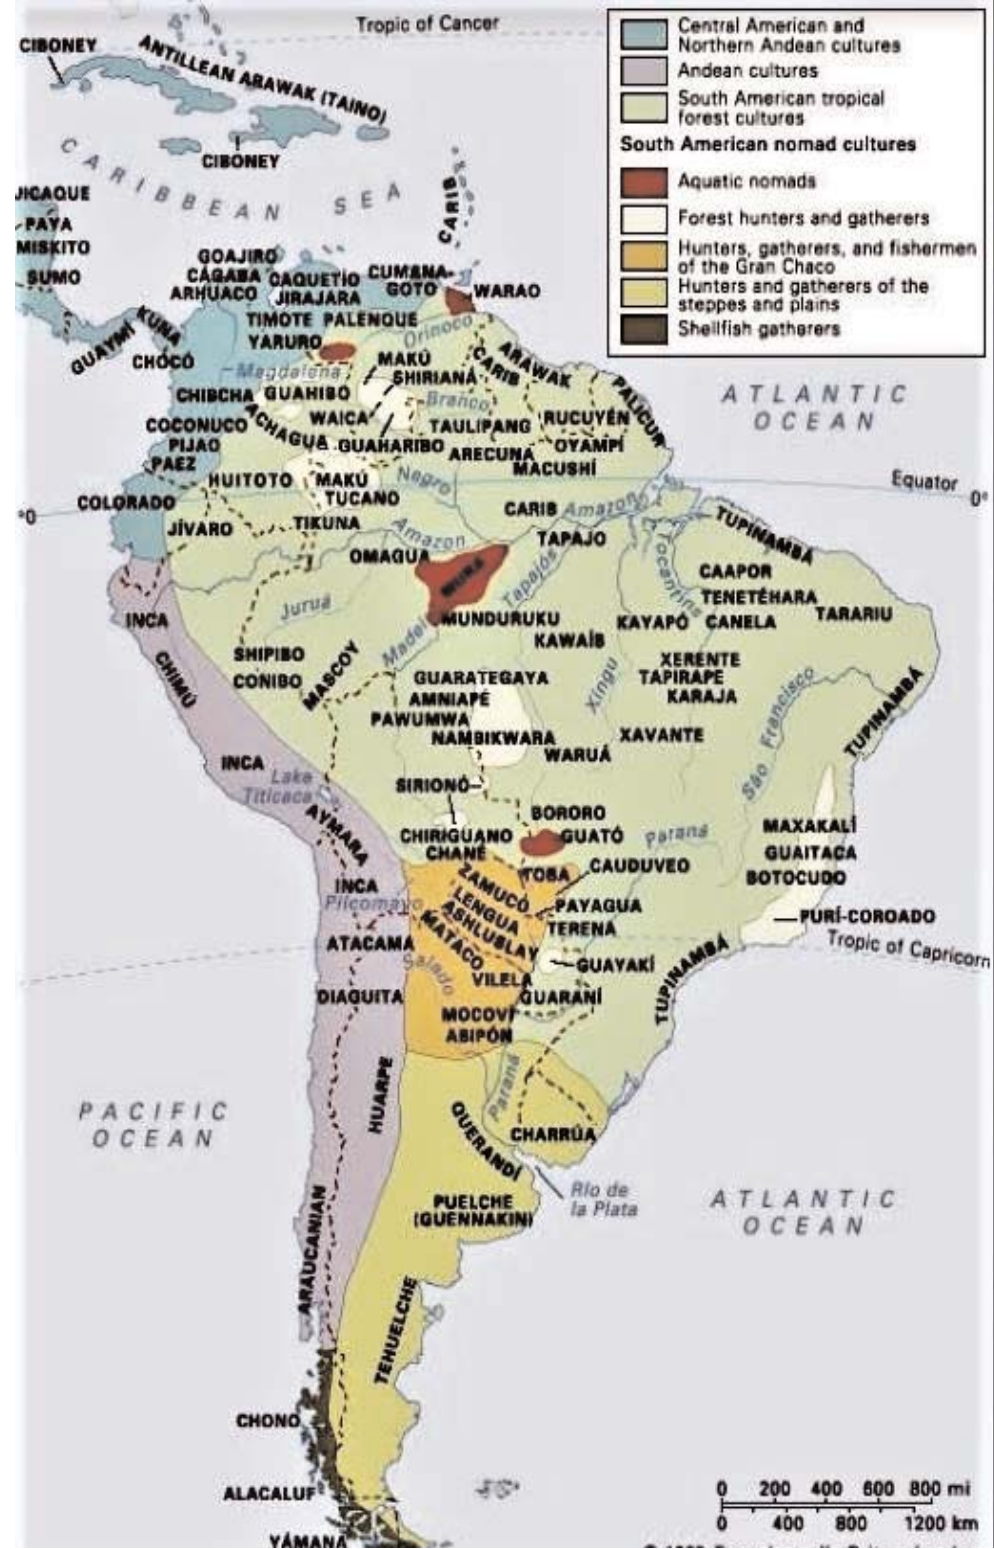 Tropic of Cancer
CIBONEY
ANTILLEAN ARAWAK (TAINO)
CIBONEY
CARIBBEAN SEA
CARIB
Central American and
Northern Andean cultures
Andean cultures
South American tropical
forest cultures
South American nomad cultures
Aquatic nomads
Forest hunters and gatherers
Hunters, gatherers, and fishermen
of the Gran Chaco
Hunters and gatherers of the
steppes and plains
Shellfish gatherers
JICAQUE
PAYA
MISKITO
SUMO
GUAYMÍ
KUNA
CHOCÓ
GOAJIRO
CÁGABA
ARHUACO
CAQUETÍO
JIRAJARA
CUMANA-
GOTO
WARAO
TIMOTE
PALENQUE
YARURO
Orinoco
Magdalena
MAKÚ
SHIRIANÁ
CARIB
ARAWAK
PALICUR
CHIBCHA
GUAHIBO
Branco
ACHAGUA
WAICA
COCONUCO
PIJAO
PAEZ
GUAHARIBO
TAULIPANG
RUCUYÉN
ARECUNA
OYAMPÍ
MACUSHÍ
ATLANTIC
OCEAN
HUITOTO
MAKÚ
TUCANO
Negro
Equator
0°
°0
COLORADO
JÍVARO
TIKUNA
CARIB
Amazon
Amazon
TAPAJO
OMAGUA
MURA
Tapajós
Tocantins
TUPINAMBÁ
CAAPOR
TENETÉHARA
TARARIU
CANELA
KAYAPÓ
INCA
Juruá
Madei
MUNDURUKU
KAWAÍB
SHIPIBO
CONIBO
MASCOY
CHIMÚ
GUARATEGAYA
AMNIAPÉ
PAWUMWA
NAMBIKWARA
Xingu
XERENTE
TAPIRAPE
KARAJA
XAVANTE
WARUÁ
São Francisco
TUPINAMBÁ
INCA
Lake
Titicaca
SIRIONÓ
AYMARA
BORORO
GUATÓ
Paraná
CHIRIGUANO
CHANÉ
MAXAKALÍ
GUAITACA
BOTOCUDO
PURÍ-COROADO
INCA
Pilcomayo
ZAMUCO
TOBA
CAUDUVEO
LENGUA
ASHLUSLAY
MATACO
PAYAGUA
TERENA
Tropic of Capricorn
ATACAMA
Salado
VILELA
GUAYAKÍ
GUARANÍ
TUPINAMBÁ
DIAGUITA
MOCOVÍ
ABIPÓN
HUARPE
PACIFIC
OCEAN
Paraná
QUERANDÍ
CHARRÚA
Río de
la Plata
PUELCHE
(GUENNAKIN)
ATLANTIC
OCEAN
ARAUCANIAN
TEHUELCHE
CHONO
ALACALUF
YÁMANA
0 200 400 600 800 mi
0 400 800 1200 km